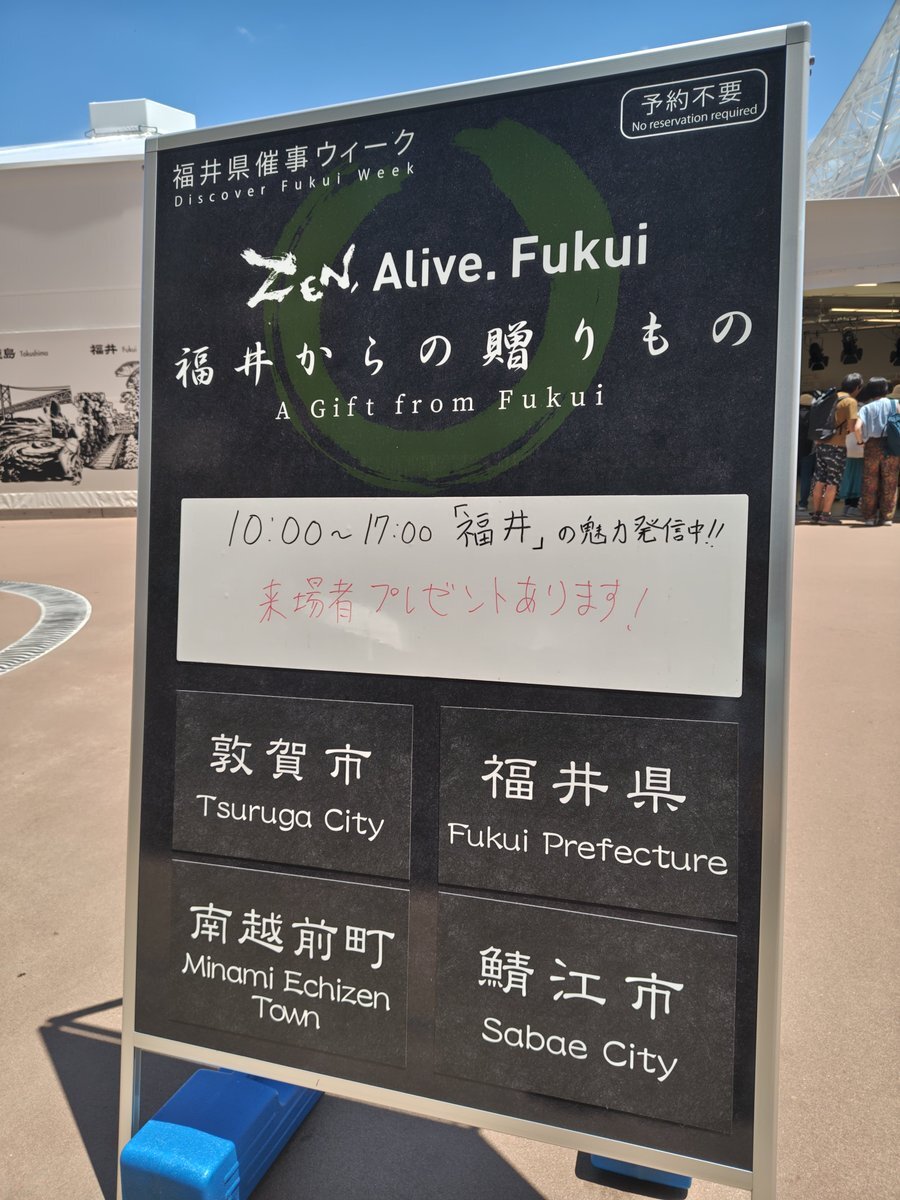 予約不要
No reservation required
福井県催事ウィーク
Discover Fukui Week
ZEN, Alive. Fukui
福井からの贈りもの
A Gift from Fukui
10:00～17:00 「福井」の魅力発信中!!
来場者プレゼントあります!
敦賀市
Tsuruga City
福井県
Fukui Prefecture
南越前町
Minami Echizen
Town
鯖江市
Sabae City
島 Tokushima
福井 Fukui